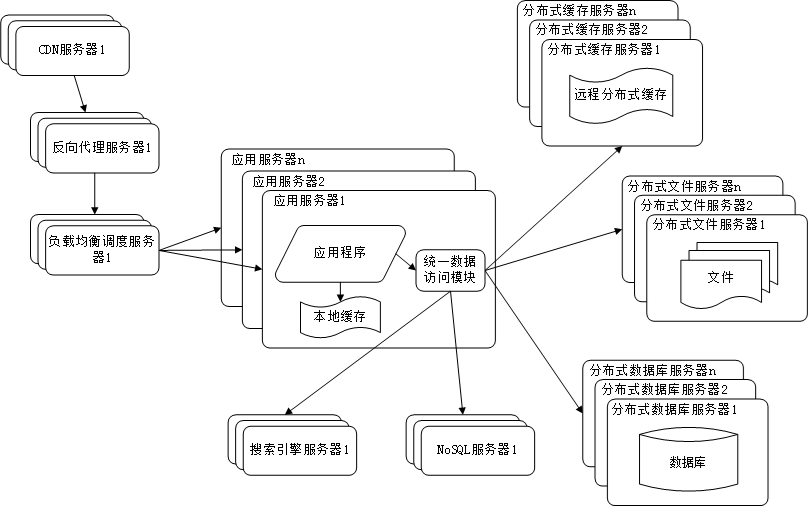 CDN服务器1
反向代理服务器1
负载均衡调度服务
器1
应用服务器n
应用服务器2
应用服务器1
应用程序
本地缓存
统一数据
访问模块
分布式缓存服务器n
分布式缓存服务器2
分布式缓存服务器1
远程分布式缓存
分布式文件服务器n
分布式文件服务器2
分布式文件服务器1
文件
分布式数据库服务器n
分布式数据库服务器2
分布式数据库服务器1
数据库
搜索引擎服务器1
NoSQL服务器1